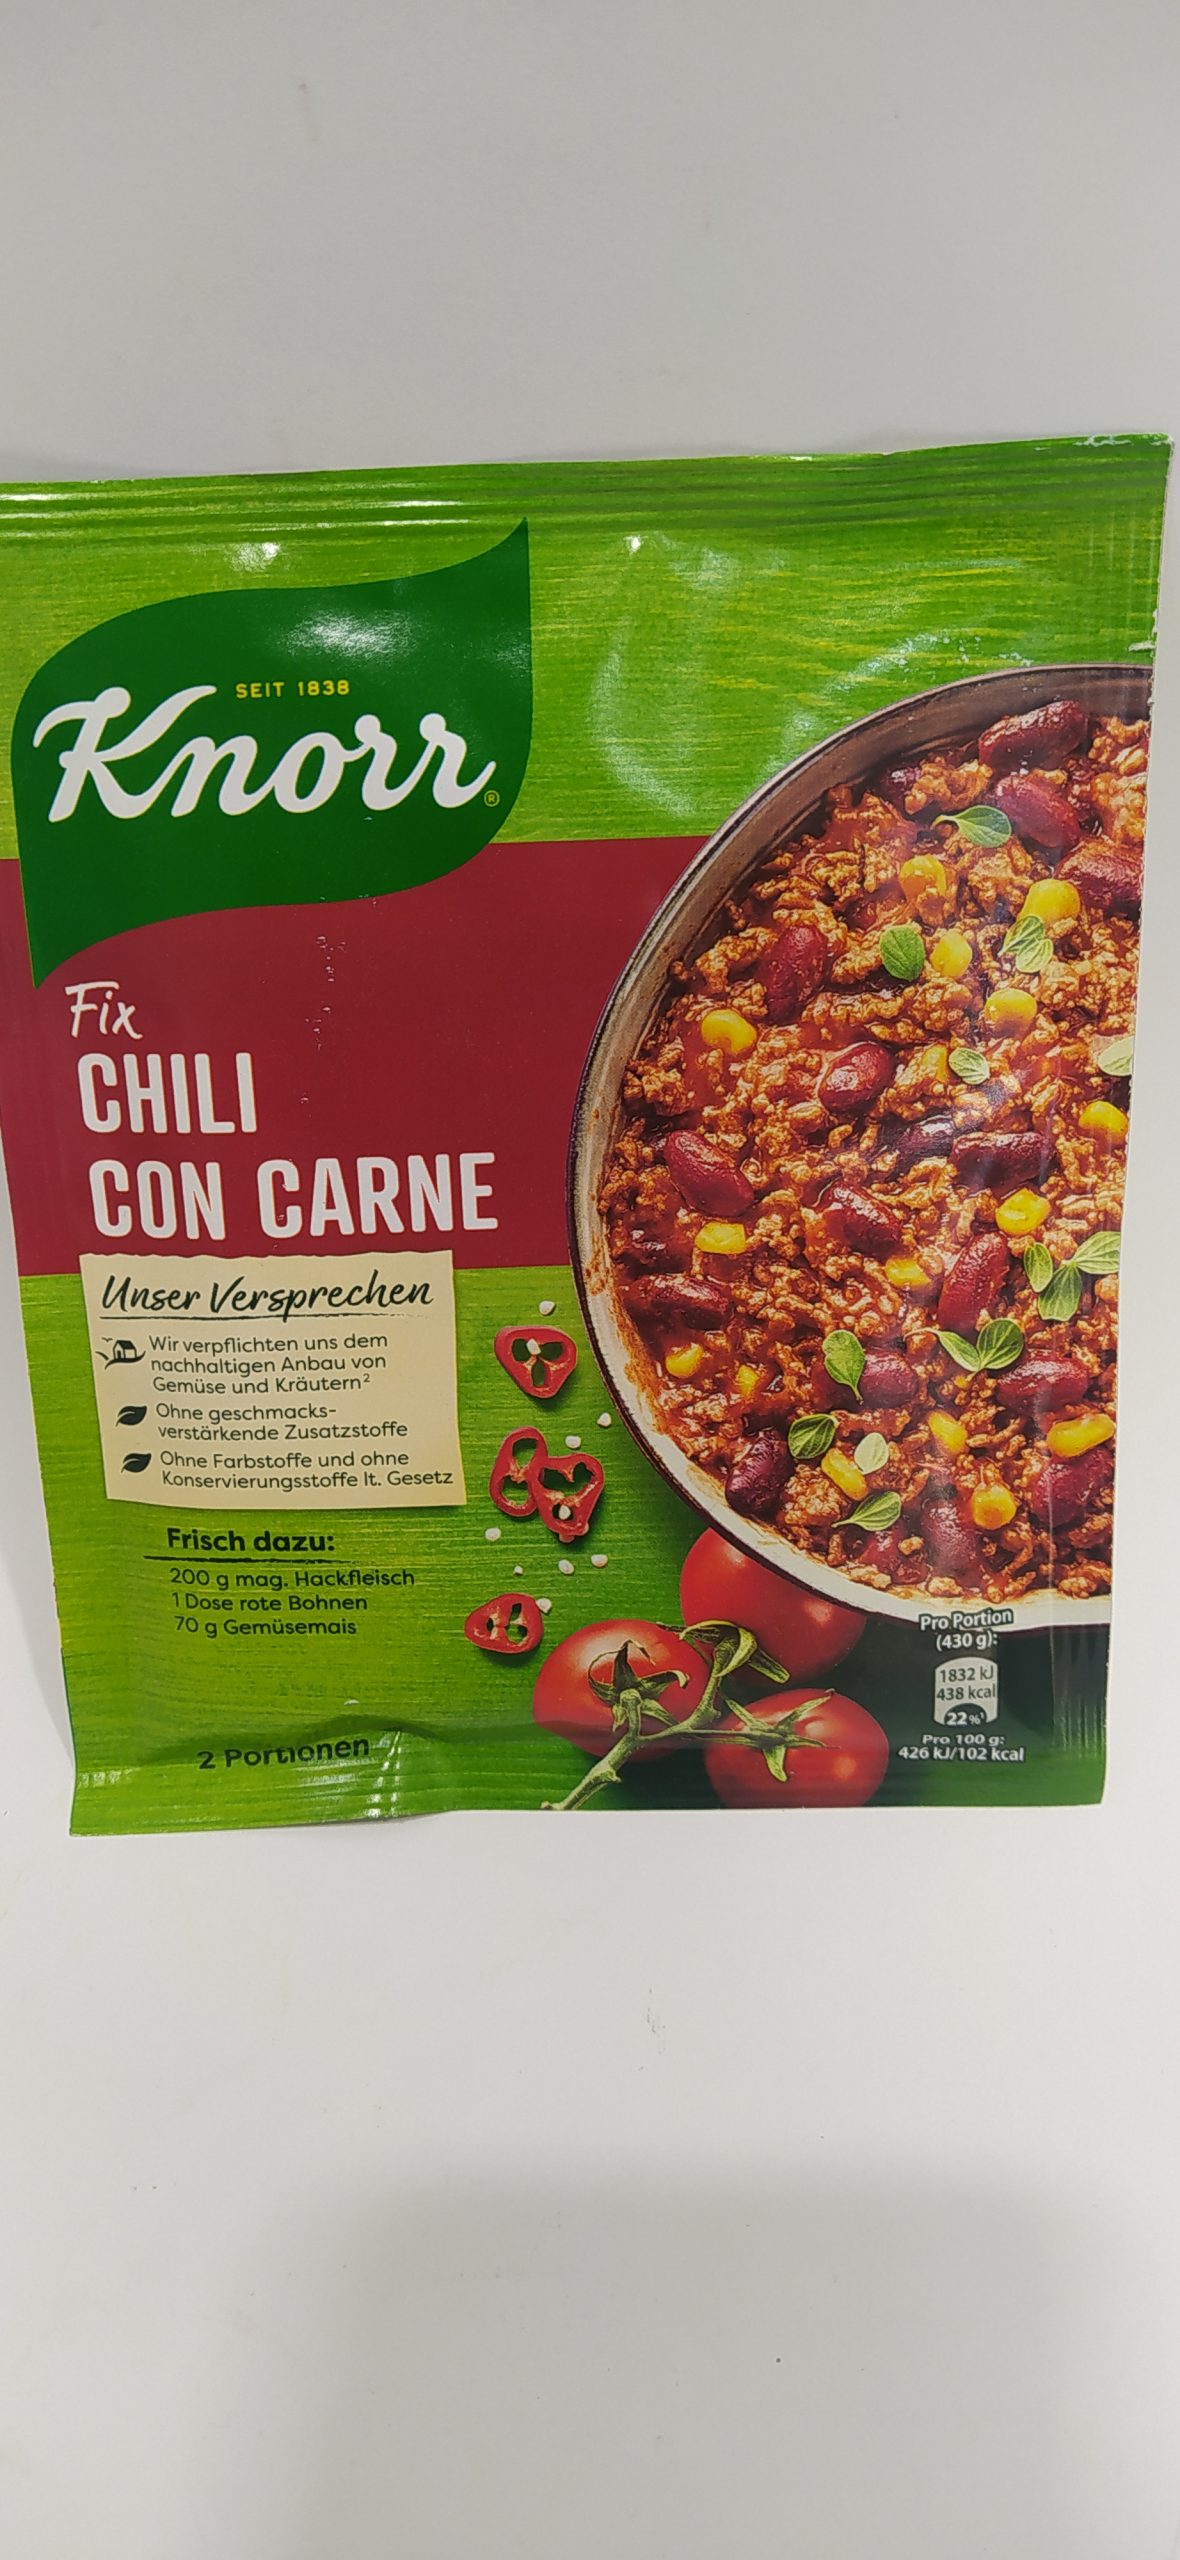 SEIT 1838
Knorr®
Fix
CHILI
CON CARNE
Unser Versprechen
Wir verpflichten uns dem
nachhaltigen Anbau von
Gemüse und Kräutern²
Ohne geschmacks-
verstärkende Zusatzstoffe
Ohne Farbstoffe und ohne
Konservierungsstoffe lt. Gesetz
Frisch dazu:
200 g mag. Hackfleisch
1 Dose rote Bohnen
70 g Gemüsemais
2 Portionen
Pro Portion
(430 g):
1832 kJ
438 kcal
22%¹
Pro 100 g:
426 kJ/102 kcal